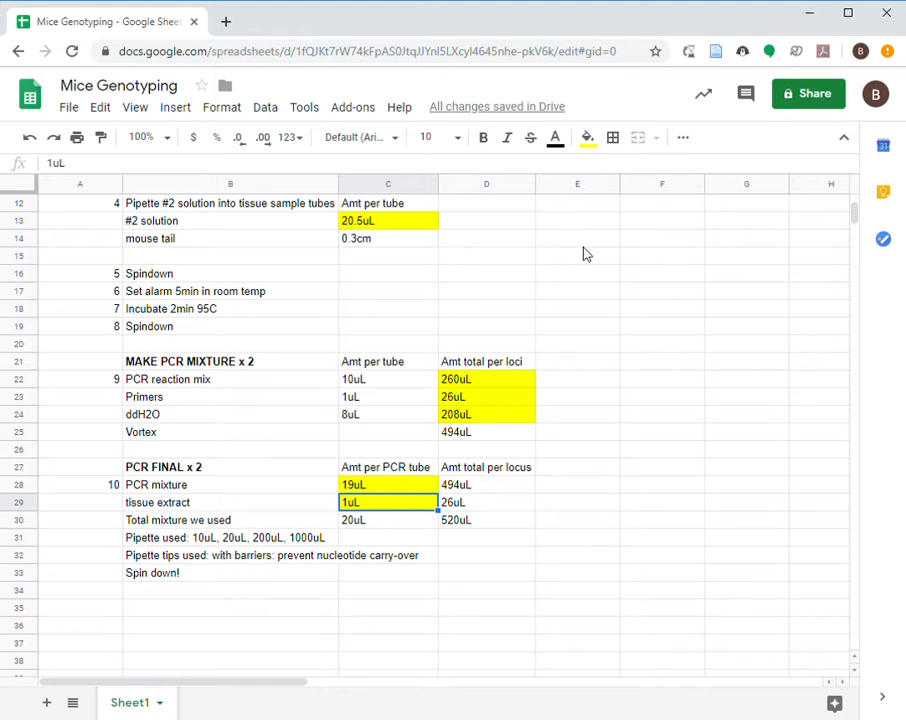 Mice Genotyping - Google Sheet
docs.google.com/spreadsheets/d/1fQJKt7rW74kFpAS0JtqJJYnl5LXcyl4645nhe-pkV6k/edit#gid=0
B
Mice Genotyping
File Edit View Insert Format Data Tools Add-ons Help All changes saved in Drive
Share
B
100% $ % .0 .00 123 Default (Ari... 10 B I S A
fx 1uL
A B C D E F G H
12 4 Pipette #2 solution into tissue sample tubes Amt per tube
13 #2 solution 20.5uL
14 mouse tail 0.3cm
15
16 5 Spindown
17 6 Set alarm 5min in room temp
18 7 Incubate 2min 95C
19 8 Spindown
20
21 MAKE PCR MIXTURE x 2 Amt per tube Amt total per loci
22 9 PCR reaction mix 10uL 260uL
23 Primers 1uL 26uL
24 ddH2O 8uL 208uL
25 Vortex 494uL
26
27 PCR FINAL x 2 Amt per PCR tube Amt total per locus
28 10 PCR mixture 19uL 494uL
29 tissue extract 1uL 26uL
30 Total mixture we used 20uL 520uL
31 Pipette used: 10uL, 20uL, 200uL, 1000uL
32 Pipette tips used: with barriers: prevent nucleotide carry-over
33 Spin down!
34
35
36
37
38
Sheet1
31